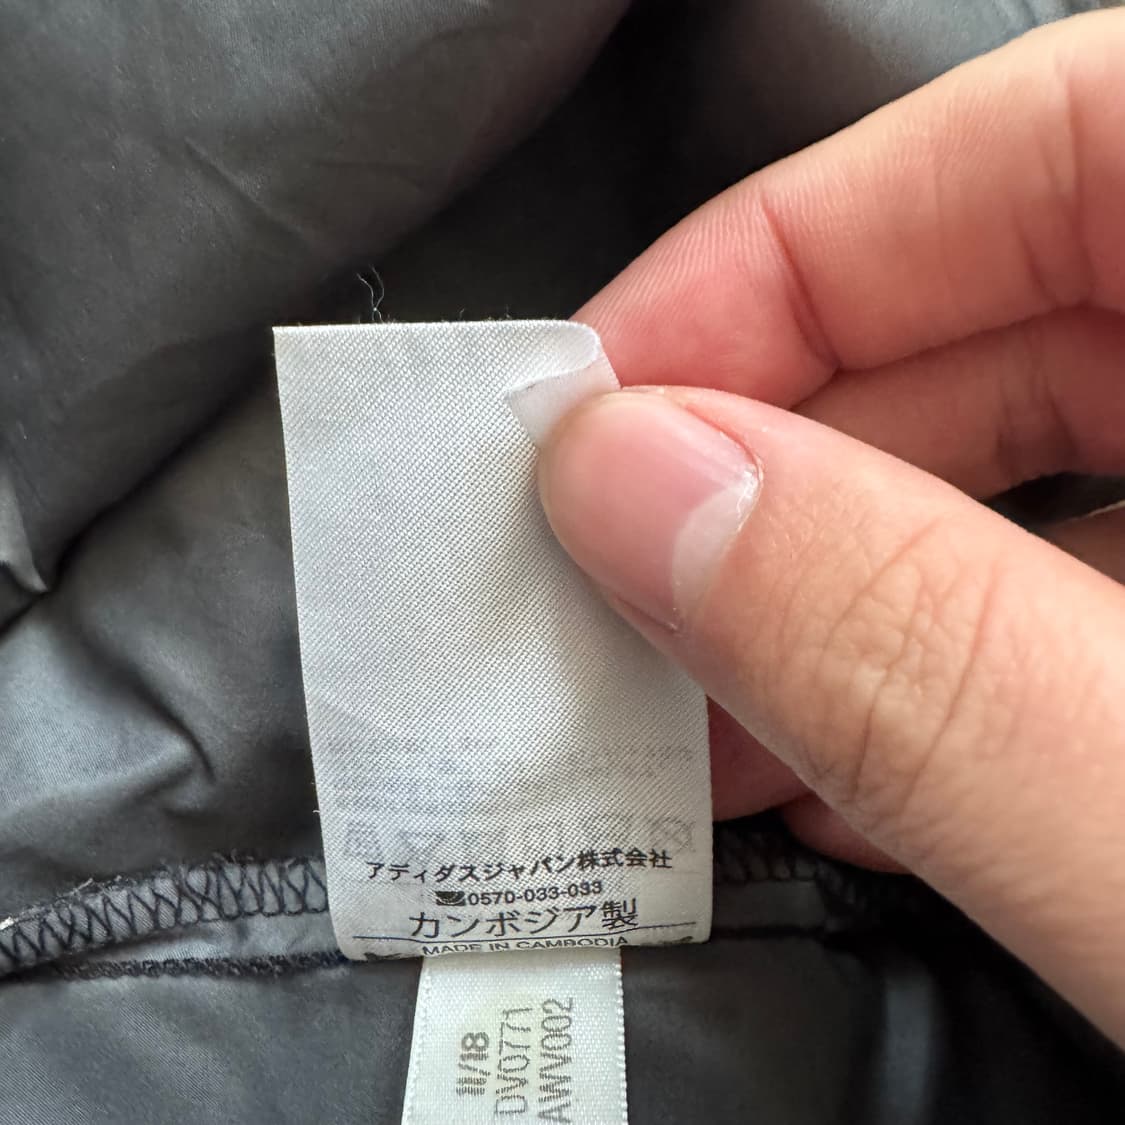 アディダスジャパン株式会社
0570-033-033
カンボジア製
MADE IN CAMBODIA
11/18
DV0771
AWV002